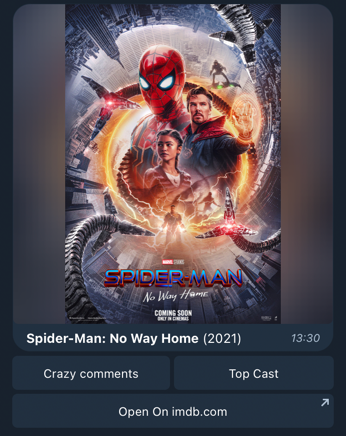 MARVEL STUDIOS
SPIDER-MAN
No Way Home
COMING SOON
ONLY IN CINEMAS
Spider-Man: No Way Home (2021)
13:30
Crazy comments
Top Cast
Open On imdb.com